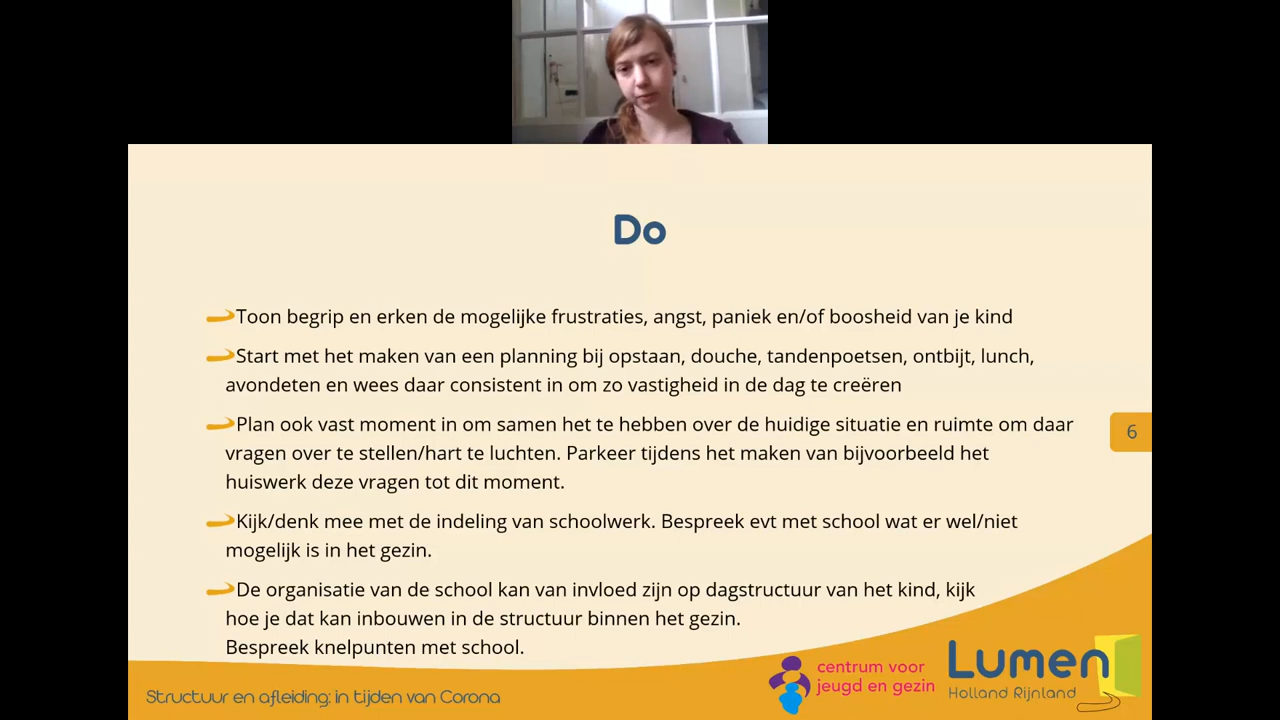 Do
Toon begrip en erken de mogelijke frustraties, angst, paniek en/of boosheid van je kind
Start met het maken van een planning bij opstaan, douche, tandenpoetsen, ontbijt, lunch,
avondeten en wees daar consistent in om zo vastigheid in de dag te creëren
Plan ook vast moment in om samen het te hebben over de huidige situatie en ruimte om daar
vragen over te stellen/hart te luchten. Parkeer tijdens het maken van bijvoorbeeld het
huiswerk deze vragen tot dit moment.
6
Kijk/denk mee met de indeling van schoolwerk. Bespreek evt met school wat er wel/niet
mogelijk is in het gezin.
De organisatie van de school kan van invloed zijn op dagstructuur van het kind, kijk
hoe je dat kan inbouwen in de structuur binnen het gezin.
Bespreek knelpunten met school.
Structuur en afleiding: in tijden van Corona
centrum voor
jeugd en gezin
Lumen
Holland Rijnland